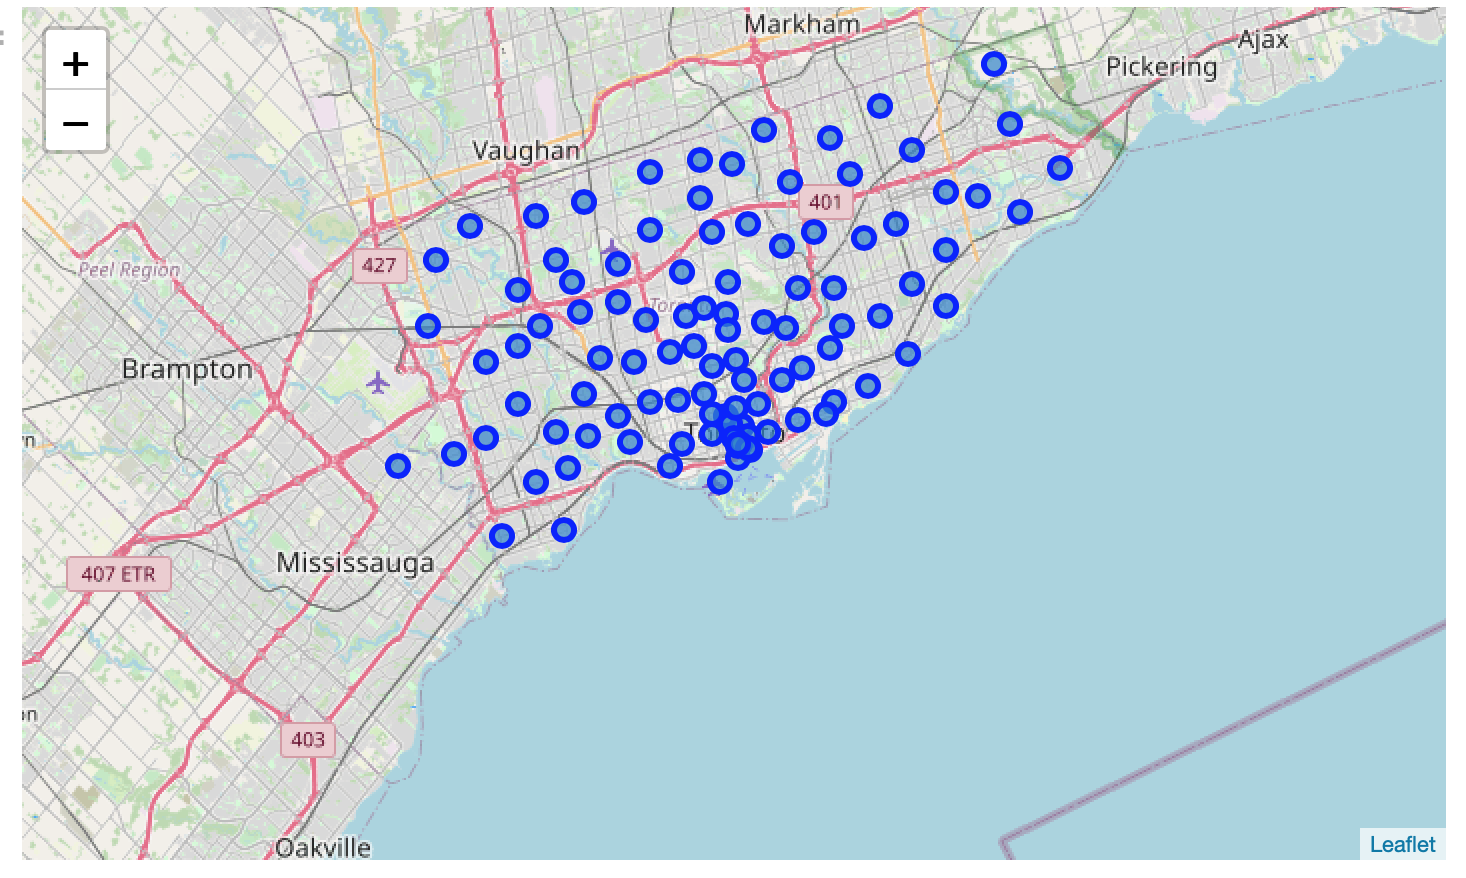 Markham
Ajax
Pickering
+
−
Vaughan
401
427
Peel Region
Brampton
Mississauga
407 ETR
403
Oakville
Leaflet